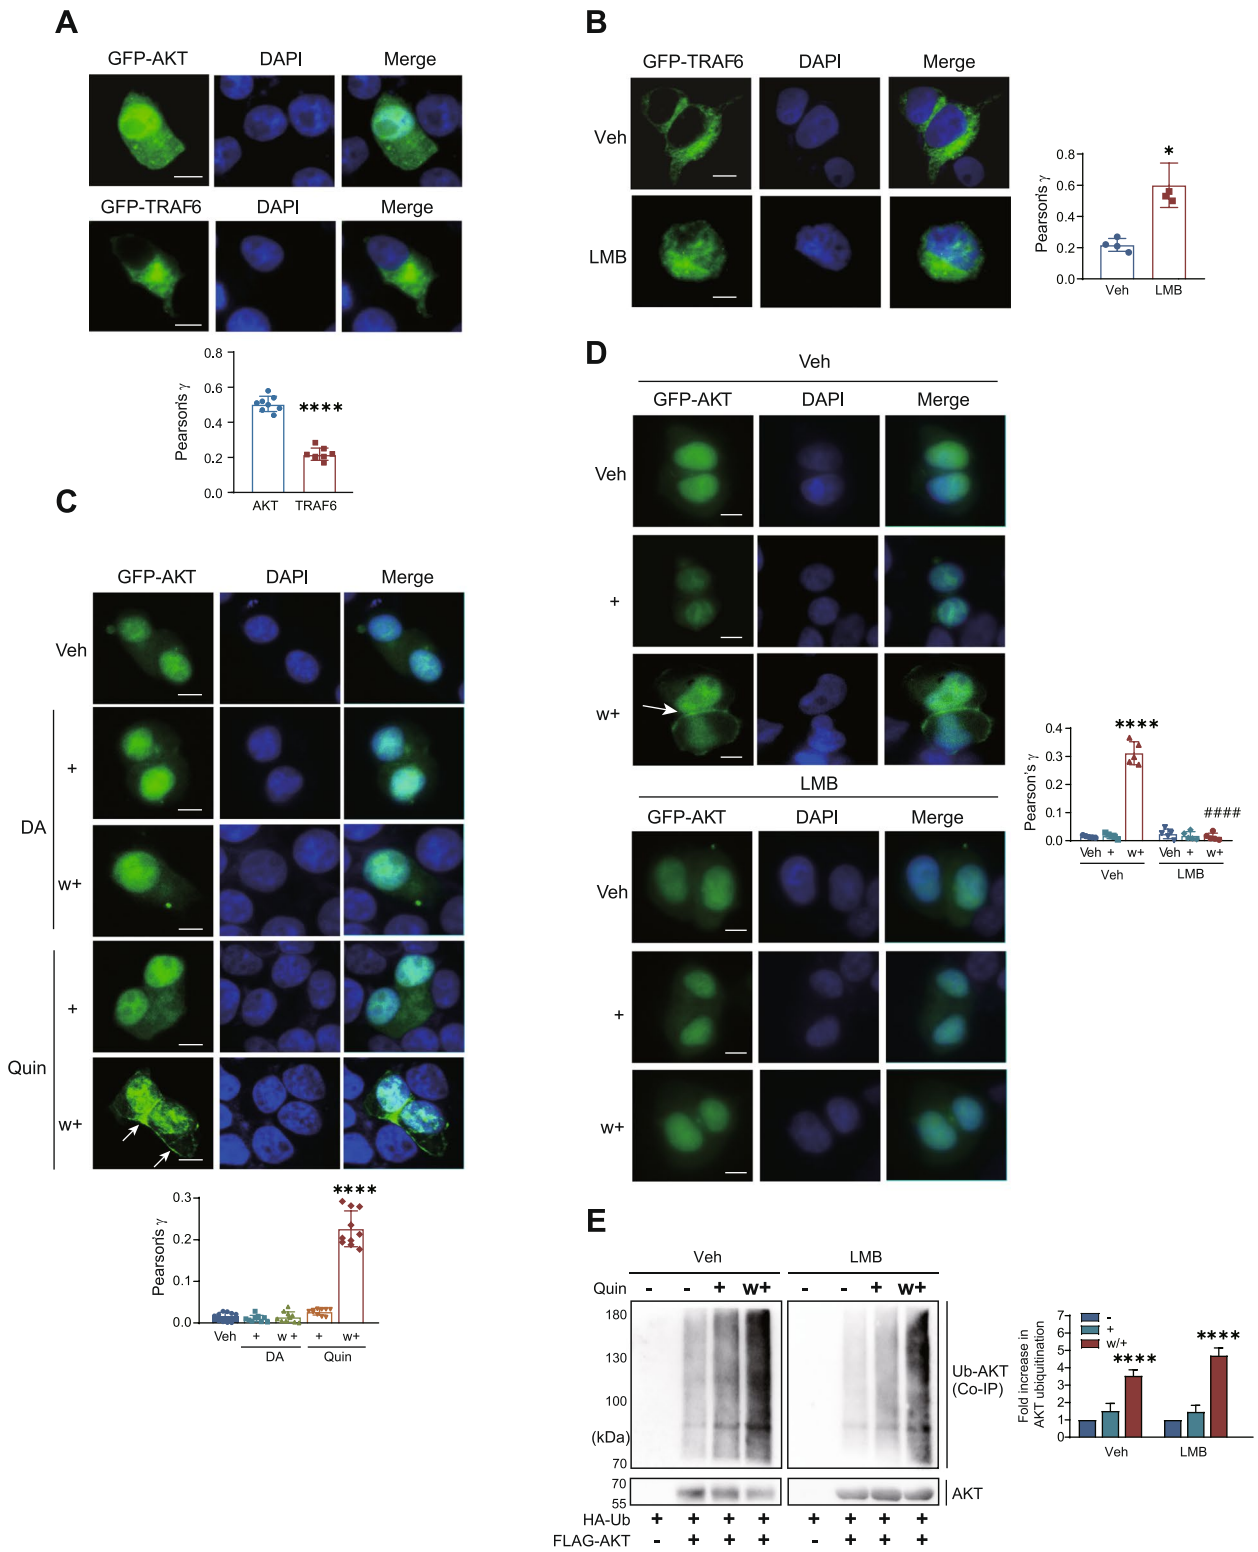 A
GFP-AKT DAPI Merge
GFP-TRAF6 DAPI Merge
Pearson's γ
0.8
0.6
0.4
0.2
0.0
****
AKT TRAF6
B
GFP-TRAF6 DAPI Merge
Veh
LMB
Pearson's γ
0.8
0.6
0.4
0.2
0.0
*
Veh LMB
C
GFP-AKT DAPI Merge
Veh
DA
+
w+
Quin
+
w+
Pearson's γ
0.3
0.2
0.1
0.0
****
Veh + w + + w+
DA Quin
D
Veh
GFP-AKT DAPI Merge
Veh
+
w+
LMB
GFP-AKT DAPI Merge
Veh
+
w+
Pearson's γ
0.4
0.3
0.2
0.1
0.0
****
####
Veh + w+ Veh + w+
Veh LMB
E
Veh LMB
Quin - - + w+ - - + w+
180
130
100
(kDa)
70
Ub-AKT
(Co-IP)
70
55
AKT
HA-Ub + + + + + + + +
FLAG-AKT - + + + - + + +
Fold increase in
AKT ubiquitination
7
6
5
4
3
2
1
0
-
+
w/+
****
****
Veh LMB